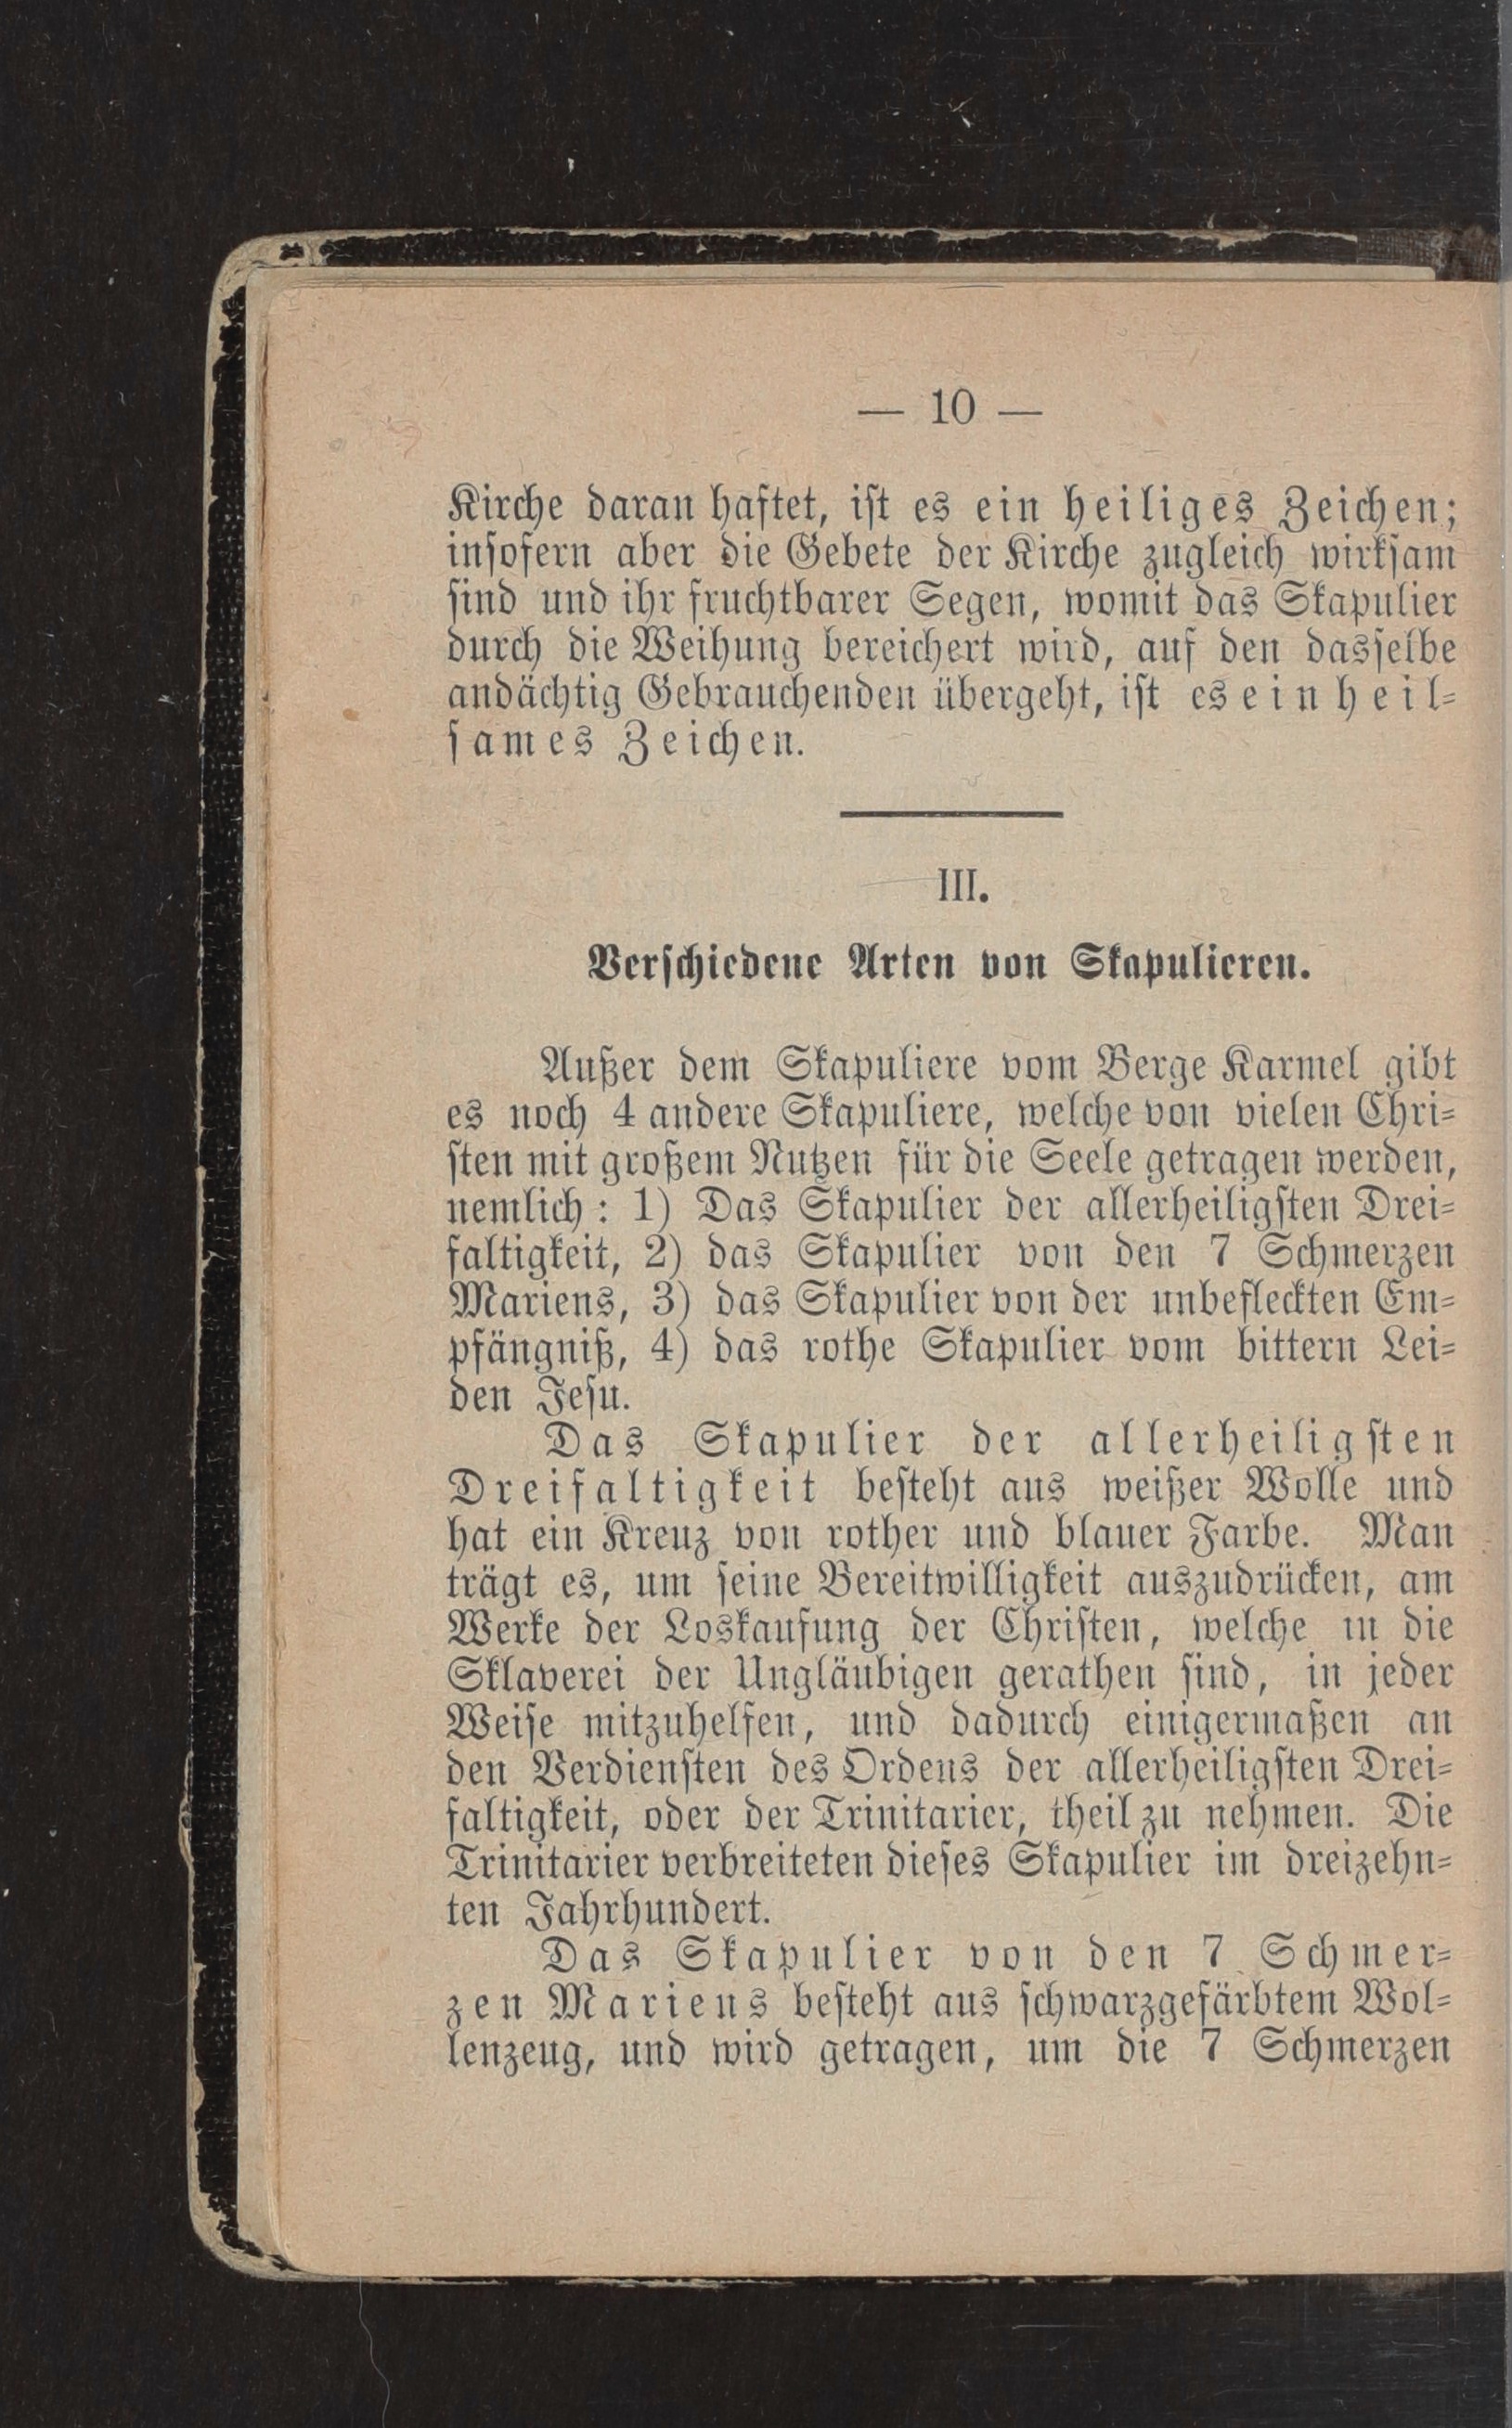 — 10 —
Kirche daran haftet, ist es ein heiliges Zeichen;
insofern aber die Gebete der Kirche zugleich wirksam
sind und ihr fruchtbarer Segen, womit das Skapulier
durch die Weihung bereichert wird, auf den dasselbe
andächtig Gebrauchenden übergeht, ist es ein heil-
sames Zeichen.
III.
Verschiedene Arten von Skapulieren.
Außer dem Skapuliere vom Berge Karmel gibt
es noch 4 andere Skapuliere, welche von vielen Chri-
sten mit großem Nutzen für die Seele getragen werden,
nemlich: 1) Das Skapulier der allerheiligsten Drei-
faltigkeit, 2) das Skapulier von den 7 Schmerzen
Mariens, 3) das Skapulier von der unbefleckten Em-
pfängniß, 4) das rothe Skapulier vom bittern Lei-
den Jesu.
Das Skapulier der allerheiligsten
Dreifaltigkeit besteht aus weißer Wolle und
hat ein Kreuz von rother und blauer Farbe. Man
trägt es, um seine Bereitwilligkeit auszudrücken, am
Werke der Loskaufung der Christen, welche in die
Sklaverei der Ungläubigen gerathen sind, in jeder
Weise mitzuhelfen, und dadurch einigermaßen an
den Verdiensten des Ordens der allerheiligsten Drei-
faltigkeit, oder der Trinitarier, theil zu nehmen. Die
Trinitarier verbreiteten dieses Skapulier im dreizehn-
ten Jahrhundert.
Das Skapulier von den 7 Schmer-
zen Mariens besteht aus schwarzgefärbtem Wol-
lenzeug, und wird getragen, um die 7 Schmerzen